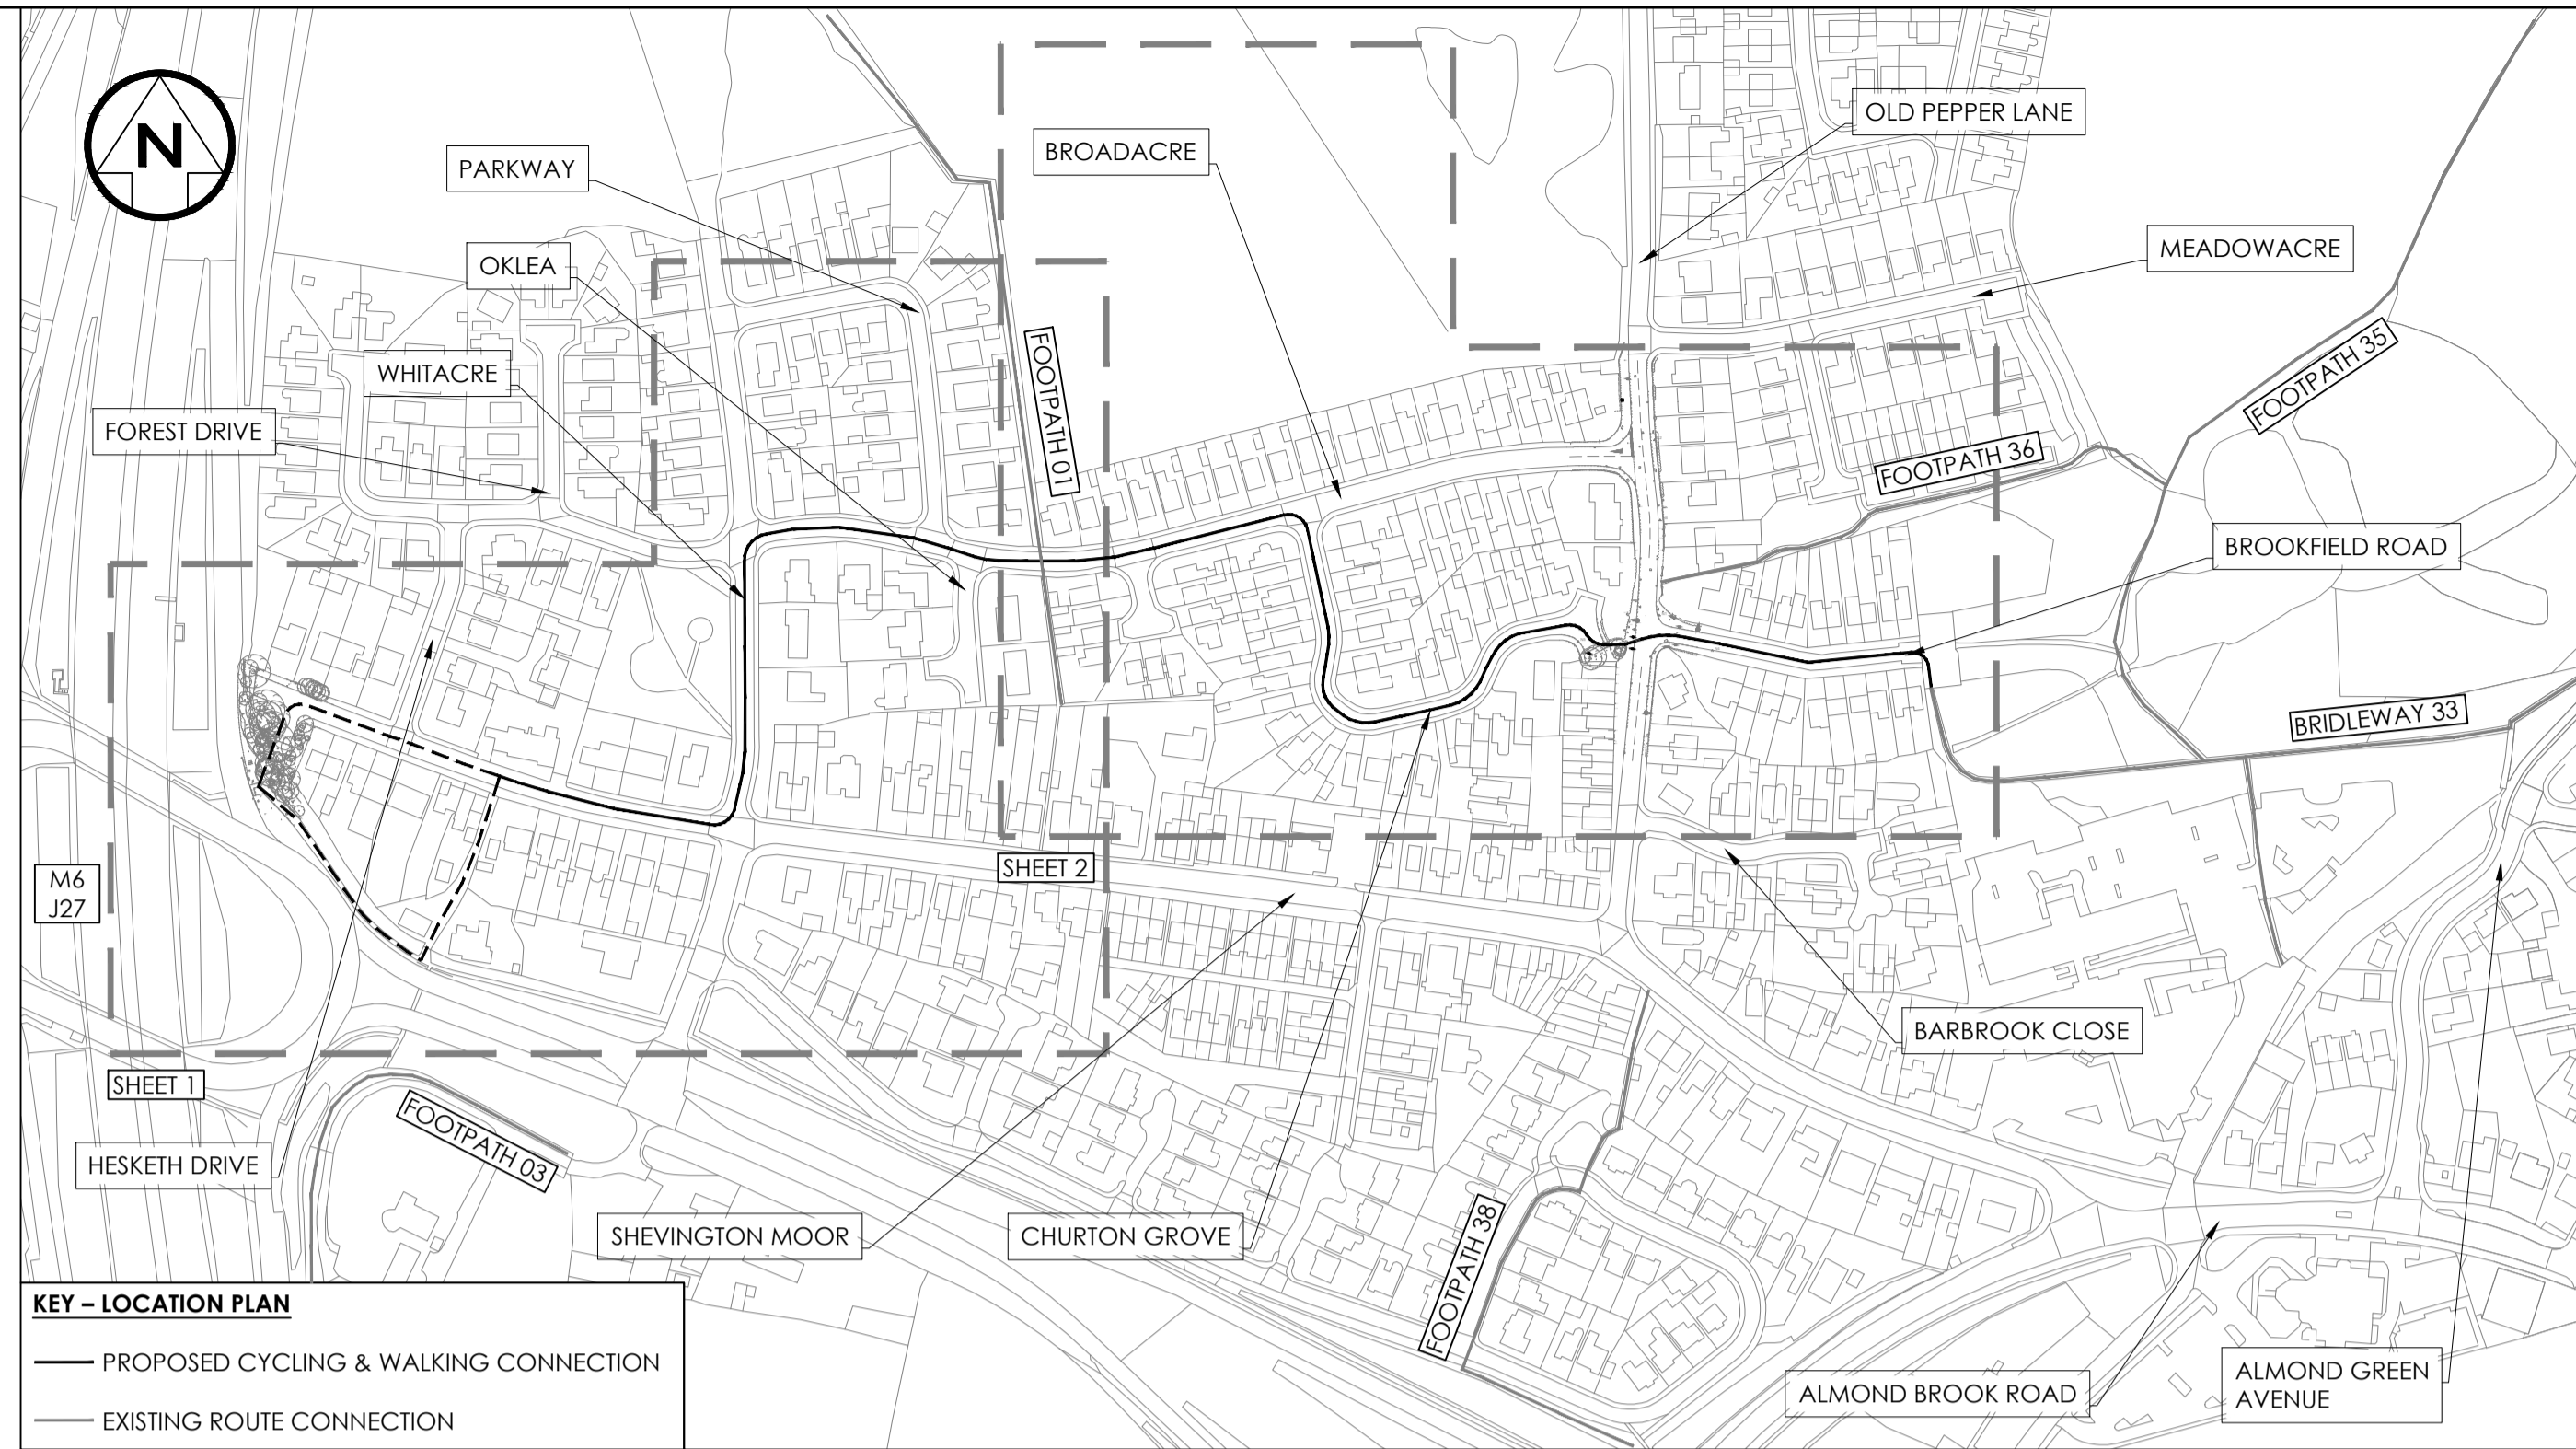 N
OLD PEPPER LANE
BROADACRE
PARKWAY
MEADOWACRE
OKLEA
FOOTPATH 01
FOOTPATH 35
WHITACRE
FOREST DRIVE
FOOTPATH 36
BROOKFIELD ROAD
BRIDLEWAY 33
M6
J27
SHEET 2
BARBROOK CLOSE
SHEET 1
FOOTPATH 03
HESKETH DRIVE
SHEVINGTON MOOR
CHURTON GROVE
FOOTPATH 38
ALMOND BROOK ROAD
ALMOND GREEN
AVENUE
KEY – LOCATION PLAN
PROPOSED CYCLING & WALKING CONNECTION
EXISTING ROUTE CONNECTION